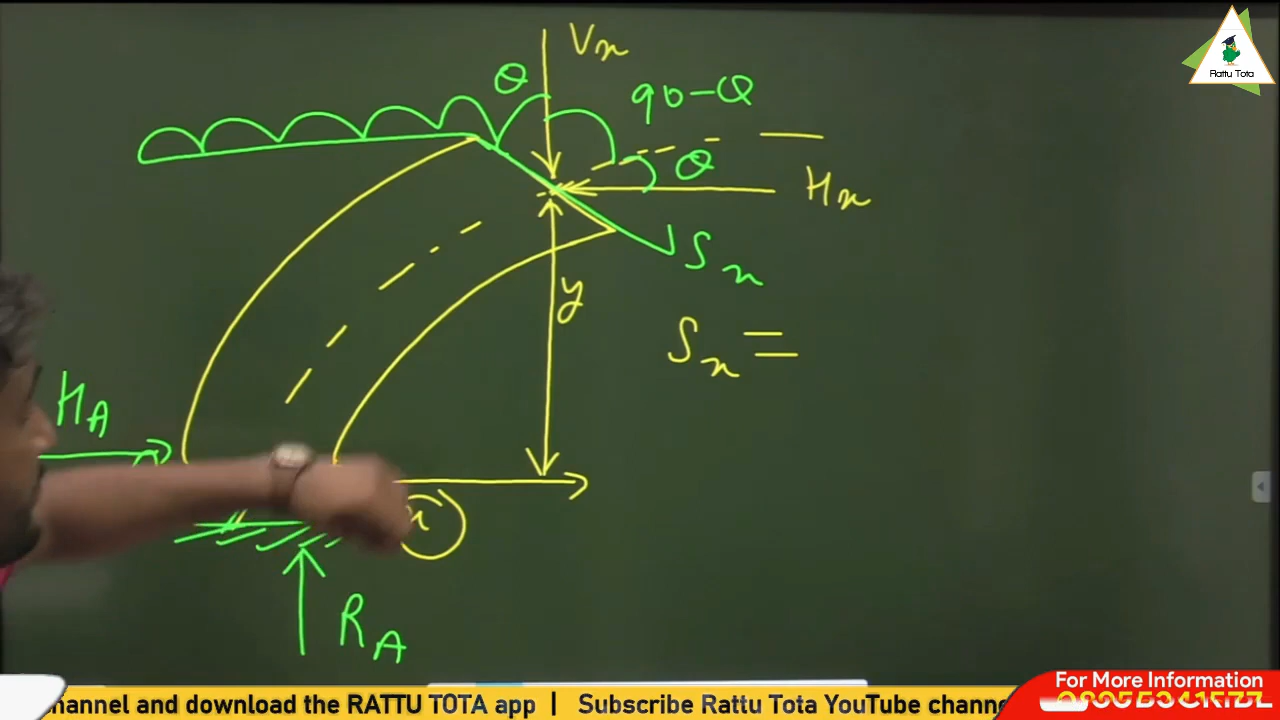 Vx
θ
90-θ
θ
Hx
Sx
y
Sx =
HA
x
RA
Rattu Tota
For More Information
hannel and download the RATTU TOTA app | Subscribe Rattu Tota YouTube channe